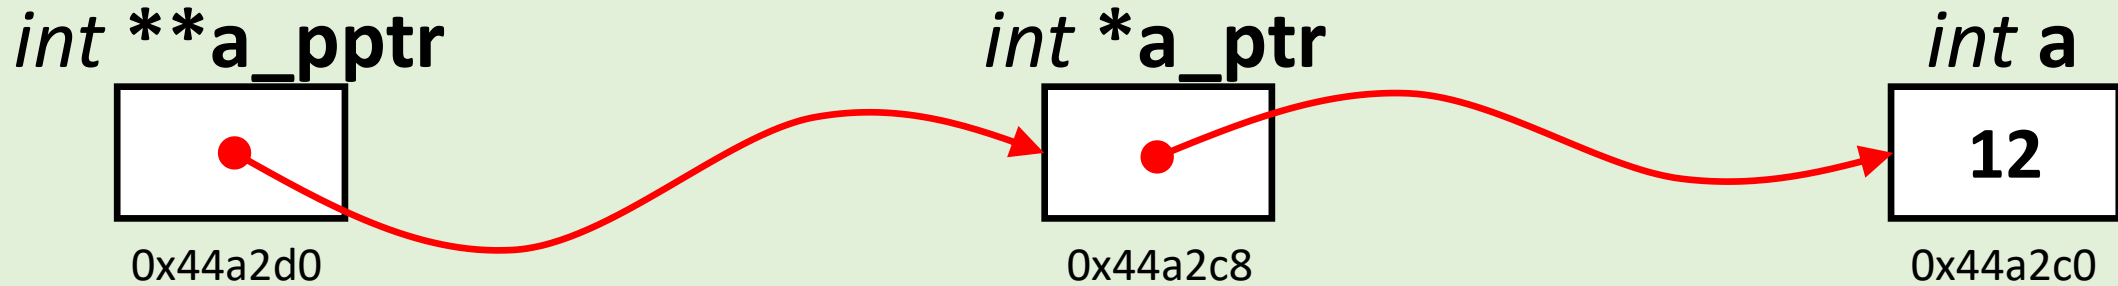 int **a_pptr int *a_ptr int a
12
0x44a2d0 0x44a2c8 0x44a2c0